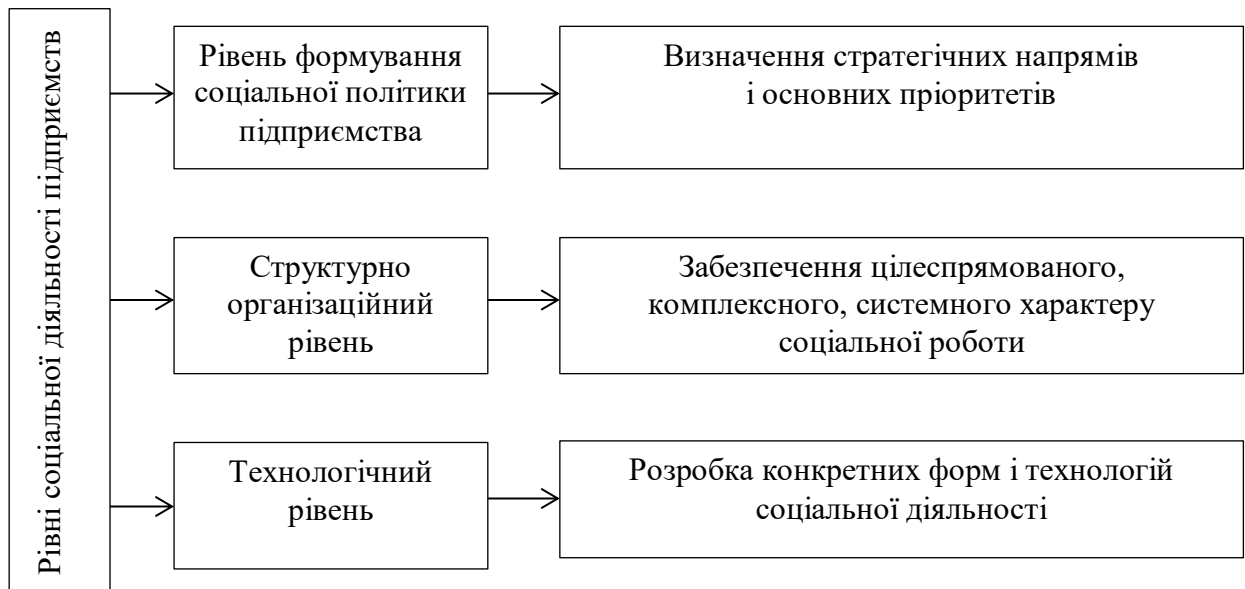 Рівні соціальної діяльності підприємств
Рівень формування
соціальної політики
підприємства
Визначення стратегічних напрямів
і основних пріоритетів
Структурно
організаційний
рівень
Забезпечення цілеспрямованого,
комплексного, системного характеру
соціальної роботи
Технологічний
рівень
Розробка конкретних форм і технологій
соціальної діяльності